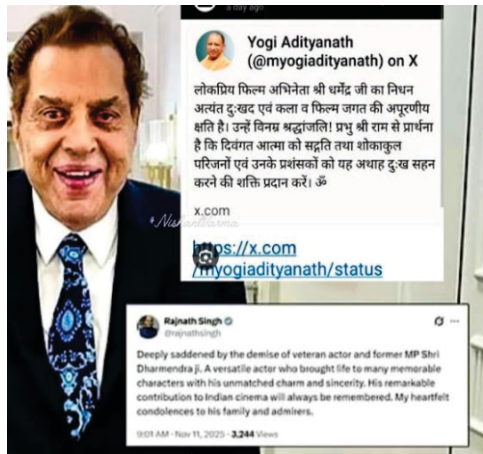 a day ago
Yogi Adityanath
(@myogiadityanath) on X
लोकप्रिय फिल्म अभिनेता श्री धर्मेंद्र जी का निधन
अत्यंत दुःखद एवं कला व फिल्म जगत की अपूरणीय
क्षति है। उन्हें विनम्र श्रद्धांजलि! प्रभु श्री राम से प्रार्थना
है कि दिवंगत आत्मा को सद्गति तथा शोकाकुल
परिजनों एवं उनके प्रशंसकों को यह अथाह दुःख सहन
करने की शक्ति प्रदान करें। ॐ
x.com
https://x.com
/myogiadityanath/status
Rajnath Singh
@rajnathsingh
Deeply saddened by the demise of veteran actor and former MP Shri
Dharmendra ji. A versatile actor who brought life to many memorable
characters with his unmatched charm and sincerity. His remarkable
contribution to Indian cinema will always be remembered. My heartfelt
condolences to his family and admirers.
9:01 AM · Nov 11, 2025 · 3,244 Views